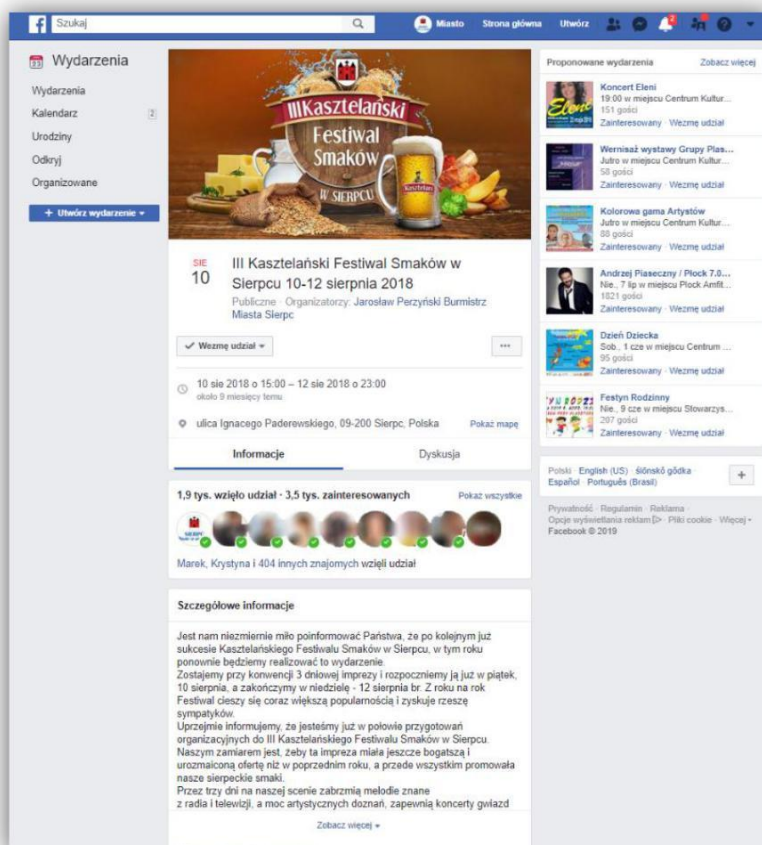 Szukaj
Miasto
Strona główna
Utwórz
2
Wydarzenia
Wydarzenia
Kalendarz
2
Urodziny
Odkryj
Organizowane
+ Utwórz wydarzenie
III Kasztelański
Festiwal
Smaków
W SIERPCU
Kasztelan
SIE
10
III Kasztelański Festiwal Smaków w
Sierpcu 10-12 sierpnia 2018
Publiczne · Organizatorzy: Jarosław Perzyński Burmistrz
Miasta Sierpc
Wezmę udział
10 sie 2018 o 15:00 – 12 sie 2018 o 23:00
około 9 miesięcy temu
ulica Ignacego Paderewskiego, 09-200 Sierpc, Polska
Pokaż mapę
Informacje
Dyskusja
1,9 tys. wzięło udział · 3,5 tys. zainteresowanych
Pokaż wszystkie
SIERPC
Marek, Krystyna i 404 innych znajomych wzięli udział
Szczegółowe informacje
Jest nam niezmiernie miło poinformować Państwa, że po kolejnym już
sukcesie Kasztelańskiego Festiwalu Smaków w Sierpcu, w tym roku
ponownie będziemy realizować to wydarzenie.
Zostajemy przy konwencji 3 dniowej imprezy i rozpoczniemy ją już w piątek,
10 sierpnia, a zakończymy w niedzielę - 12 sierpnia br. Z roku na rok
Festiwal cieszy się coraz większą popularnością i zyskuje rzeszę
sympatyków.
Uprzejmie informujemy, że jesteśmy już w połowie przygotowań
organizacyjnych do III Kasztelańskiego Festiwalu Smaków w Sierpcu.
Naszym zamiarem jest, żeby ta impreza miała jeszcze bogatszą i
urozmaiconą ofertę niż w poprzednim roku, a przede wszystkim promowała
nasze sierpeckie smaki.
Przez trzy dni na naszej scenie zabrzmią melodie znane
z radia i telewizji, a moc artystycznych doznań, zapewnią koncerty gwiazd
Zobacz więcej
Proponowane wydarzenia
Zobacz więcej
Eleni
Koncert Eleni
19:00 w miejscu Centrum Kultur...
151 gości
Zainteresowany · Wezmę udział
Wernisaż wystawy Grupy Plas...
Jutro w miejscu Centrum Kultur...
58 gości
Zainteresowany · Wezmę udział
Kolorowa gama Artystów
Jutro w miejscu Centrum Kultur...
88 gości
Zainteresowany · Wezmę udział
Andrzej Piaseczny / Płock 7.0...
Nie., 7 lip w miejscu Płock Amfit...
1821 gości
Zainteresowany · Wezmę udział
Dzień Dziecka
Sob., 1 cze w miejscu Centrum ...
95 gości
Zainteresowany · Wezmę udział
Festyn Rodzinny
Nie., 9 cze w miejscu Stowarzys...
207 gości
Zainteresowany · Wezmę udział
Polski · English (US) · ślōnskŏ gŏdka
Español · Português (Brasil)
+
Prywatność · Regulamin · Reklama ·
Opcje wyświetlania reklam · Pliki cookie · Więcej
Facebook © 2019